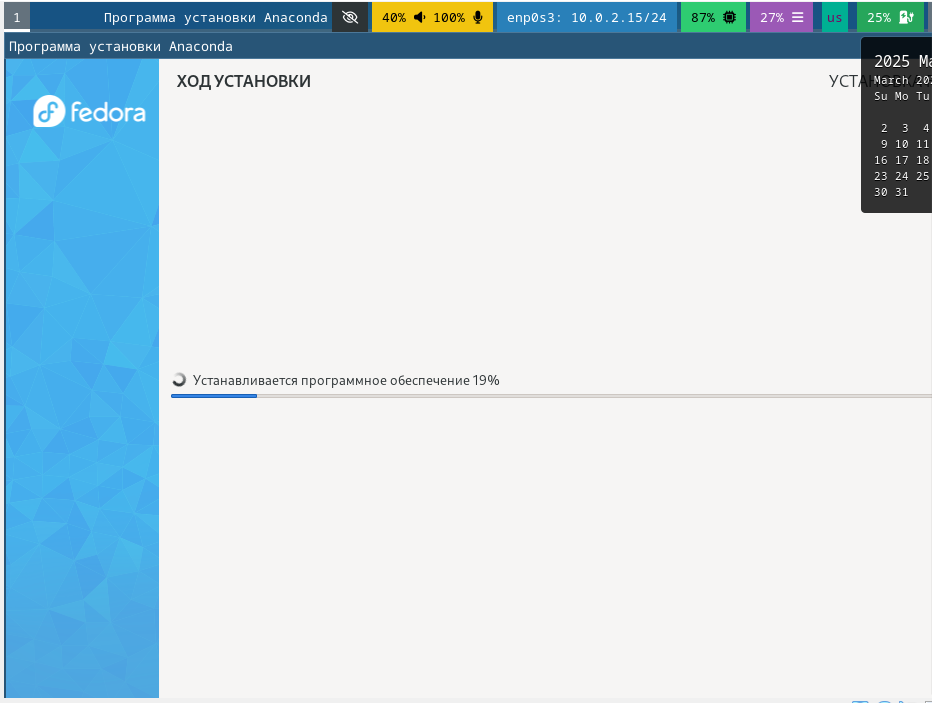 1 Программа установки Anaconda 40% 100% enp0s3: 10.0.2.15/24 87% 27% us 25%
Программа установки Anaconda
fedora
ХОД УСТАНОВКИ
2025 Ma
March 20
Su Mo Tu
2 3 4
9 10 11
16 17 18
23 24 25
30 31
Устанавливается программное обеспечение 19%